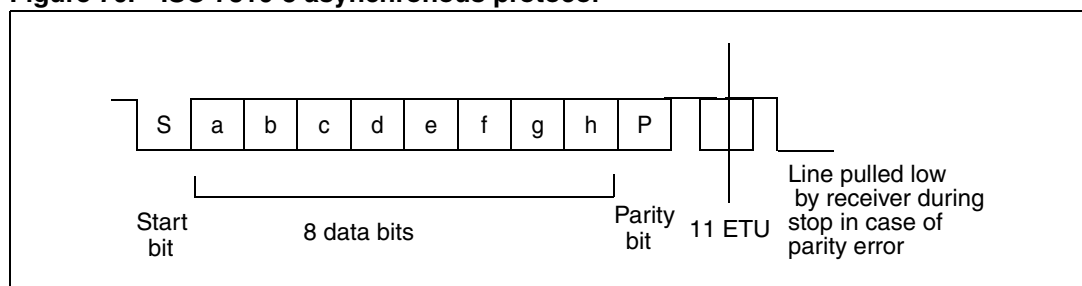 S a b c d e f g h P
Start
bit
8 data bits
Parity
bit
11 ETU
Line pulled low
by receiver during
stop in case of
parity error